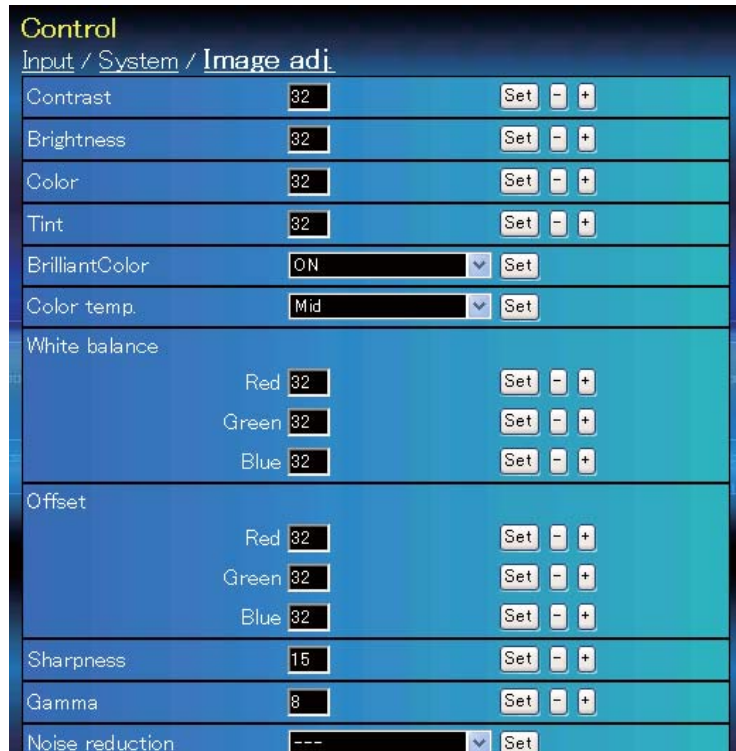 Control
Input / System / Image adj.
Contrast 32 Set - +
Brightness 32 Set - +
Color 32 Set - +
Tint 32 Set - +
BrilliantColor ON Set
Color temp. Mid Set
White balance
Red 32 Set - +
Green 32 Set - +
Blue 32 Set - +
Offset
Red 32 Set - +
Green 32 Set - +
Blue 32 Set - +
Sharpness 15 Set - +
Gamma 8 Set - +
Noise reduction --- Set